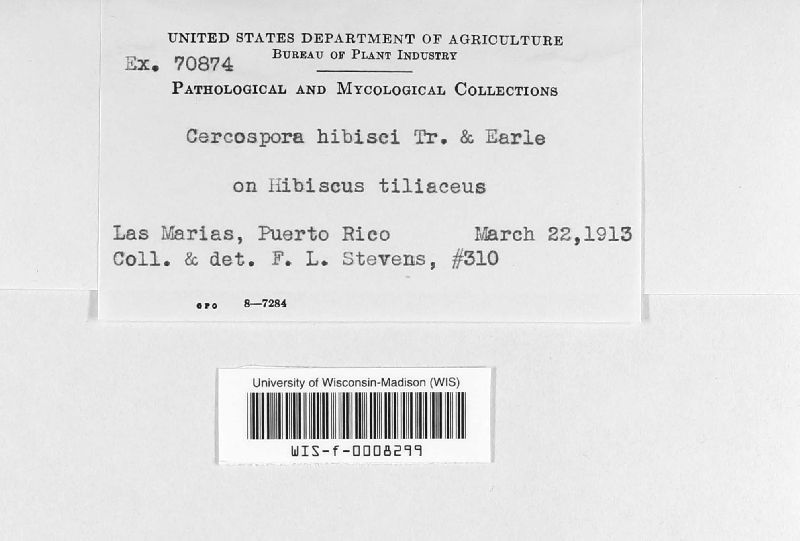 UNITED STATES DEPARTMENT OF AGRICULTURE
BUREAU OF PLANT INDUSTRY
Ex. 70874
PATHOLOGICAL AND MYCOLOGICAL COLLECTIONS
Cercospora hibisci Tr. & Earle
on Hibiscus tiliaceus
Las Marias, Puerto Rico March 22,1913
Coll. & det. F. L. Stevens, #310
GPO 8—7284
University of Wisconsin-Madison (WIS)
WIS-f-0008299